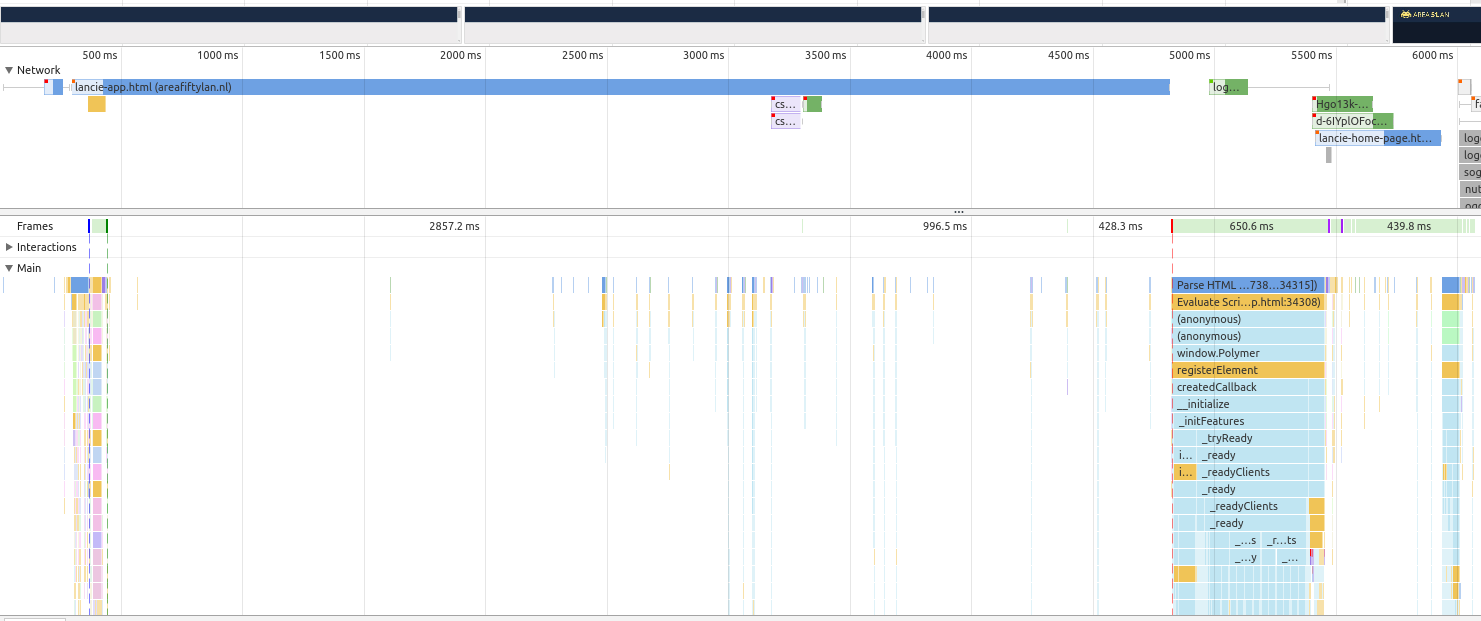 AREA 51 LAN
500 ms 1000 ms 1500 ms 2000 ms 2500 ms 3000 ms 3500 ms 4000 ms 4500 ms 5000 ms 5500 ms 6000 ms
Network
lancie-app.html (areafiftylan.nl) log...
cs... Hgo13k-... fa
cs... d-6IYplOFoc...
lancie-home-page.ht... log
log
sog
nut
...
Frames 2857.2 ms 996.5 ms 428.3 ms 650.6 ms 439.8 ms
Interactions
Main
Parse HTML ...738...34315])
Evaluate Scri...p.html:34308)
(anonymous)
(anonymous)
window.Polymer
registerElement
createdCallback
__initialize
_initFeatures
_tryReady
i... _ready
i... _readyClients
_ready
_readyClients
_ready
_...s _r...ts
_...y _...